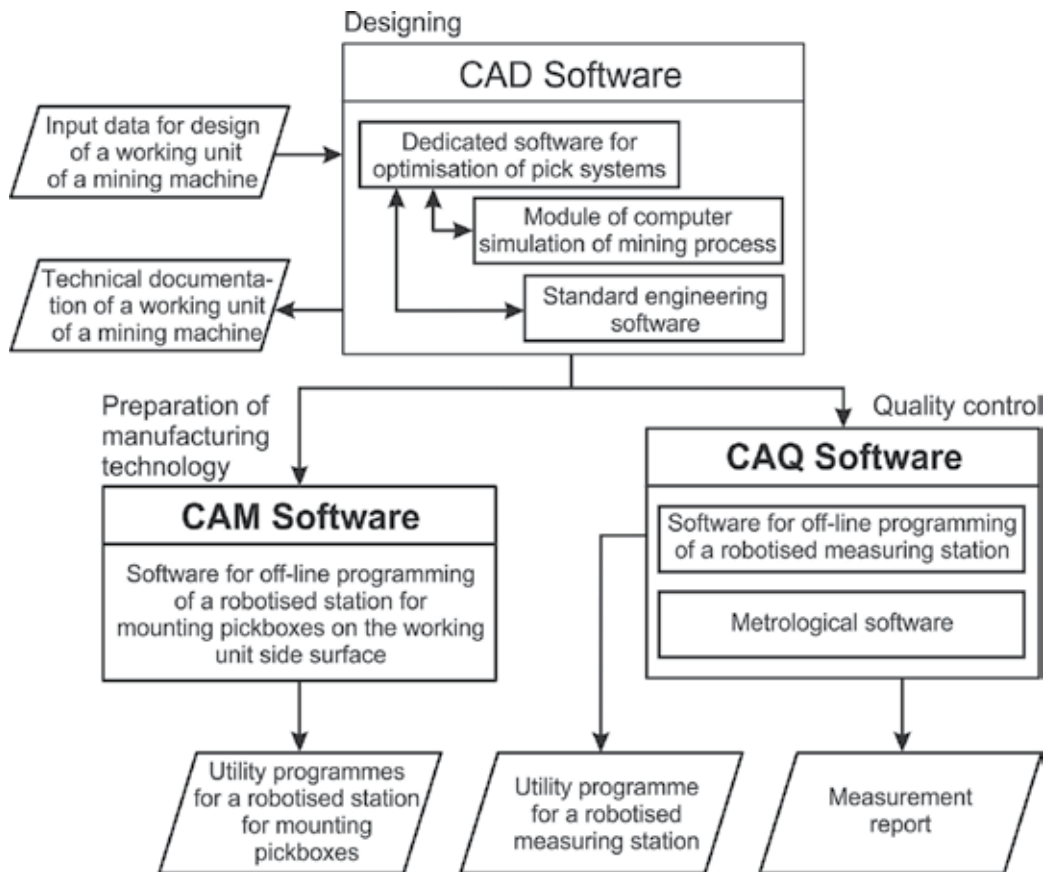 Designing
CAD Software
Input data for design
of a working unit
of a mining machine
Dedicated software for
optimisation of pick systems
Module of computer
simulation of mining process
Technical documenta-
tion of a working unit
of a mining machine
Standard engineering
software
Preparation of
manufacturing
technology
Quality control
CAM Software
CAQ Software
Software for off-line programming
of a robotised station for
mounting pickboxes on the working
unit side surface
Software for off-line programming
of a robotised measuring station
Metrological software
Utility programmes
for a robotised station
for mounting
pickboxes
Utility programme
for a robotised
measuring station
Measurement
report